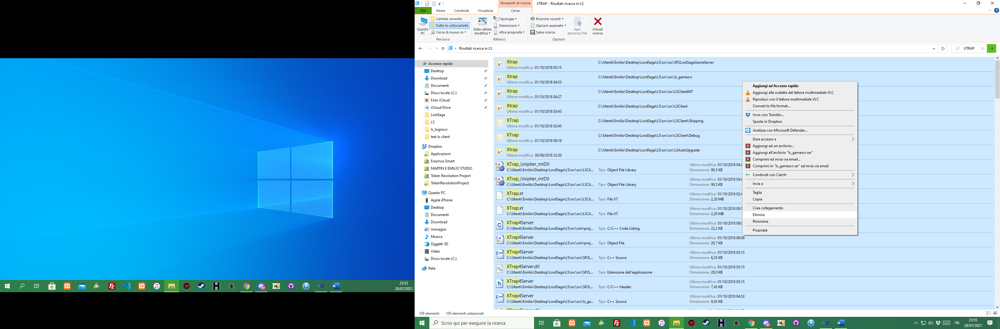 23:55
28/07/2021
Strumenti di ricerca
XTRAP - Risultati ricerca in LS
File
Home
Condividi
Visualizza
Cerca
Questo PC
Cartella corrente
Tutte le sottocartelle
Cerca di nuovo in
Percorso
Data ultima modifica
Tipologia
Dimensioni
Altre proprietà
Rifinisci
Ricerche recenti
Opzioni avanzate
Salva ricerca
Apri percorso file
Opzioni
Chiudi ricerca
Risultati ricerca in LS
XTRAP
Accesso rapido
Desktop
Download
Documenti
Disco locale (C:)
Foto iCloud
iCloud Drive
LostSaga
LS
ls_loginsvr
test ls client
Dropbox
Applicazioni
Erasmus Smart
MARTIN E EMILIO STUDIO
Token Revolution Project
TokenRevolutionProject
Questo PC
Apple iPhone
Desktop
Documenti
Download
Immagini
Musica
Oggetti 3D
Video
Disco locale (C:)
Rete
Xtrap
C:\Utenti\Emilio\Desktop\LordSaga\LS\src\src\SP2LostSagaGameServer
Ultima modifica: 01/10/2018 05:15
Xtrap
C:\Utenti\Emilio\Desktop\LordSaga\LS\src\src\ls_gamesvr
Ultima modifica: 01/10/2018 04:53
Xtrap
C:\Utenti\Emilio\Desktop\LordSaga\LS\src\src\LSClientMT
Ultima modifica: 01/10/2018 04:27
Xtrap
C:\Utenti\Emilio\Desktop\LordSaga\LS\src\src\LSClient
Ultima modifica: 01/10/2018 03:45
XTrap
C:\Utenti\Emilio\Desktop\LordSaga\LS\src\src\LSClient\Shipping
Ultima modifica: 01/10/2018 02:45
XTrap
C:\Utenti\Emilio\Desktop\LordSaga\LS\src\src\LSClient\Debug
Ultima modifica: 01/10/2018 00:19
Xtrap
C:\Utenti\Emilio\Desktop\LordSaga\LS\src\src\LSAutoUpgrade
Ultima modifica: 30/09/2018 22:30
XTrap_Unipher_mtDll
Ultima modifica: 01/10/2018 04:2
C:\Utenti\Emilio\Desktop\LordSaga\LS\src\src\LSCli... Tipo: Object File Library Dimensione: 90,5 KB
XTrap_Unipher_mtDll
Ultima modifica: 01/10/2018 03:4
C:\Utenti\Emilio\Desktop\LordSaga\LS\src\src\LSCli... Tipo: Object File Library Dimensione: 90,5 KB
XTrap.xt
Ultima modifica: 01/10/2018 02:4
C:\Utenti\Emilio\Desktop\LordSaga\LS\src\src\LSCli... Tipo: File XT Dimensione: 2,20 MB
XTrap.xt
Ultima modifica: 01/10/2018 00:1
C:\Utenti\Emilio\Desktop\LordSaga\LS\src\src\LSCli... Tipo: File XT Dimensione: 2,20 MB
XTrap4Server
Ultima modifica: 01/10/2018 08:0
C:\Utenti\Emilio\Desktop\LordSaga\LS\src\win\proj... Tipo: C/C++ Code Listing Dimensione: 22,2 KB
XTrap4Server
Ultima modifica: 01/10/2018 08:08
C:\Utenti\Emilio\Desktop\LordSaga\LS\src\win\proj... Tipo: Object File Dimensione: 28,7 KB
XTrap4Server
Ultima modifica: 01/10/2018 05:15
C:\Utenti\Emilio\Desktop\LordSaga\LS\src\src\SP2L... Tipo: C++ Source Dimensione: 6,33 KB
XTrap4Server.dll
Ultima modifica: 01/10/2018 05:15
C:\Utenti\Emilio\Desktop\LordSaga\LS\src\src\SP2L... Tipo: Estensione dell'applicazione Dimensione: 28,0 KB
XTrap4Server
Ultima modifica: 01/10/2018 05:15
C:\Utenti\Emilio\Desktop\LordSaga\LS\src\src\SP2L... Tipo: C/C++ Header Dimensione: 7,43 KB
XTrap4Server
Ultima modifica: 01/10/2018 04:53
C:\Utenti\Emilio\Desktop\LordSaga\LS\src\src\ls_ga... Tipo: C++ Source Dimensione: 9,43 KB
Aggiungi ad Accesso rapido
Aggiungi alla scaletta del lettore multimediale VLC
Riproduci con il lettore multimediale VLC
Convert to file format...
Invio con Transfer...
Sposta in Dropbox
Analizza con Microsoft Defender...
Dare accesso a
Aggiungi ad un archivio...
Aggiungi all'archivio "ls_gamesvr.rar"
Comprimi ed invia via email...
Comprimi in "ls_gamesvr.rar" ed invia via email
Condividi con Catch!
Invia a
Taglia
Copia
Crea collegamento
Elimina
Rinomina
Proprietà
109 elementi 109 elementi selezionati
Scrivi qui per eseguire la ricerca
ITA
23:55
28/07/2021